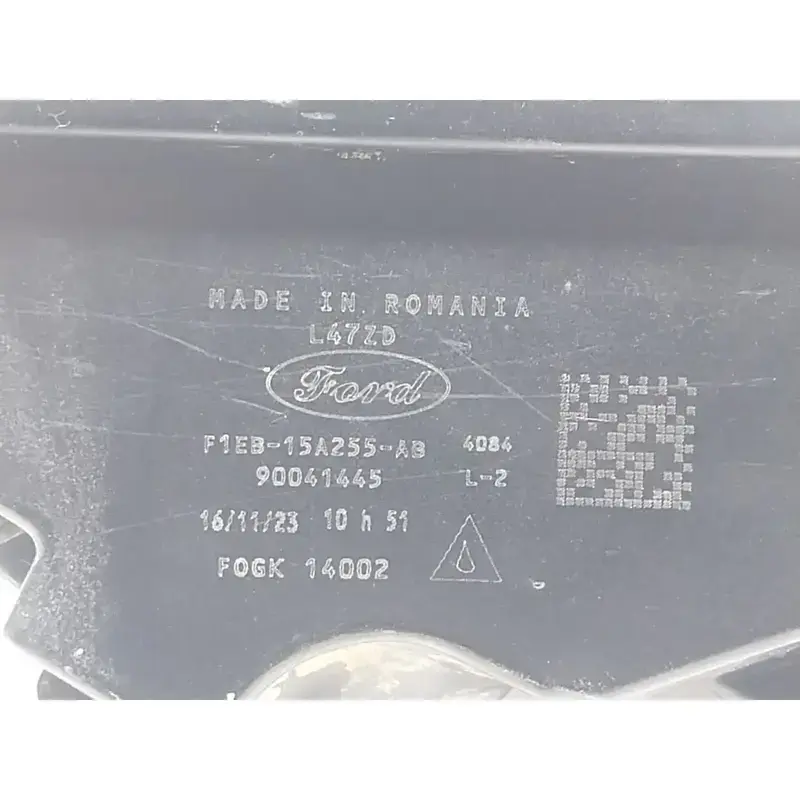 MADE IN ROMANIA
L47ZD
Ford
F1EB-15A255-AB 4084
90041445 L-2
16/11/23 10 h 51
FOGK 14002